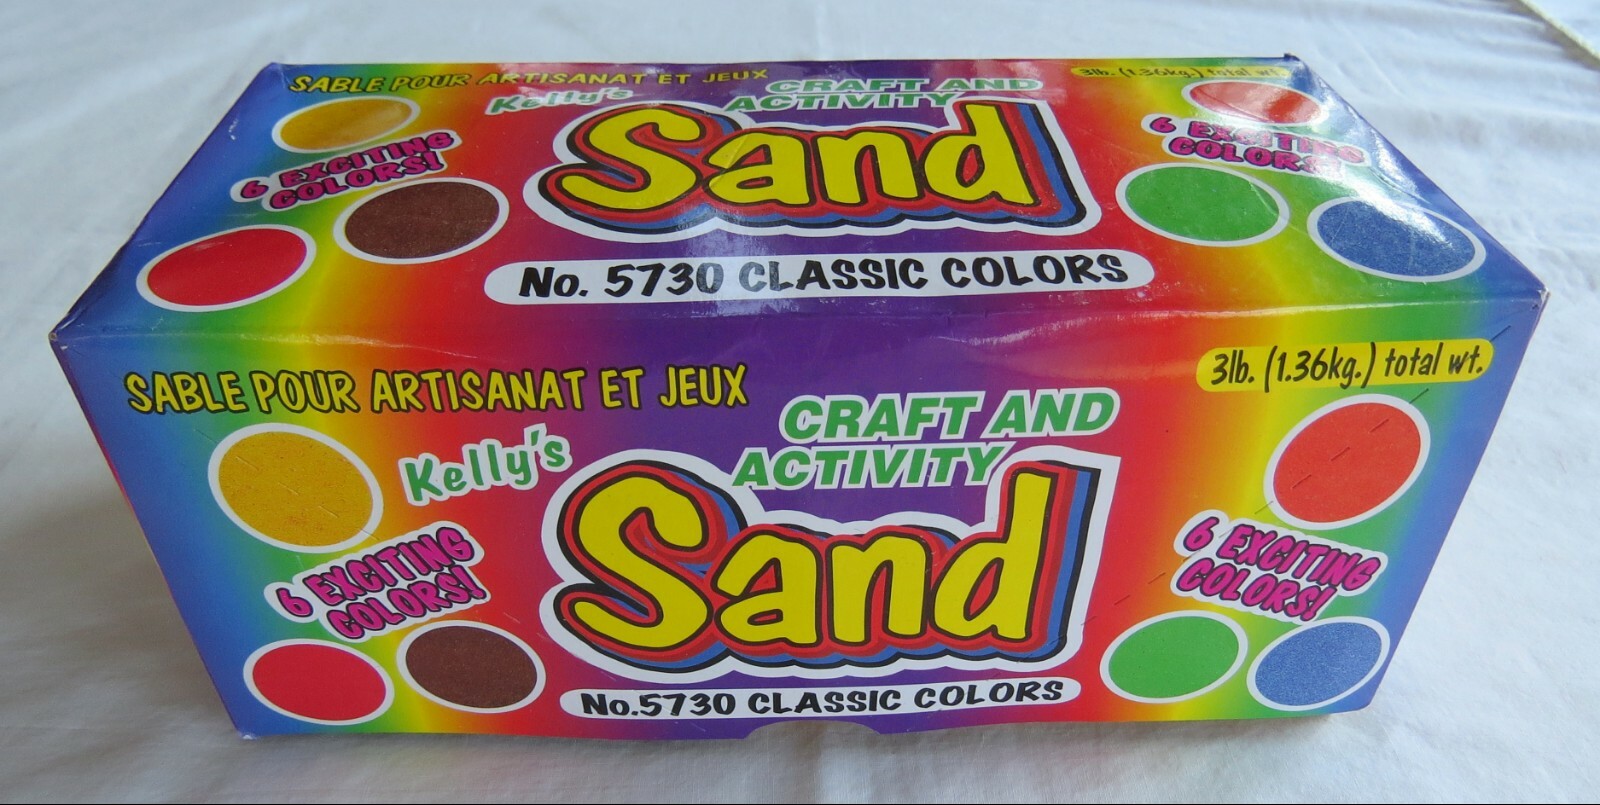 SABLE POUR ARTISANAT ET JEUX
3lb. (1.36kg.) total wt.
Kelly's
CRAFT AND
ACTIVITY
Sand
6 EXCITING
COLORS!
6 EXCITING
COLORS!
No. 5730 CLASSIC COLORS
SABLE POUR ARTISANAT ET JEUX
3lb. (1.36kg.) total wt.
Kelly's
CRAFT AND
ACTIVITY
Sand
6 EXCITING
COLORS!
6 EXCITING
COLORS!
No.5730 CLASSIC COLORS